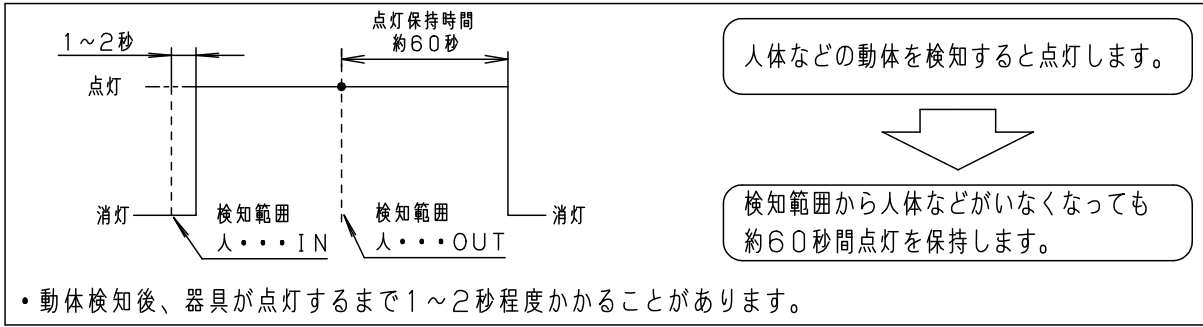 点灯保持時間
約60秒
1～2秒
点灯
消灯
検知範囲
人・・・IN
検知範囲
人・・・OUT
消灯
人体などの動体を検知すると点灯します。
検知範囲から人体などがいなくなっても
約60秒間点灯を保持します。
・動体検知後、器具が点灯するまで1～2秒程度かかることがあります。